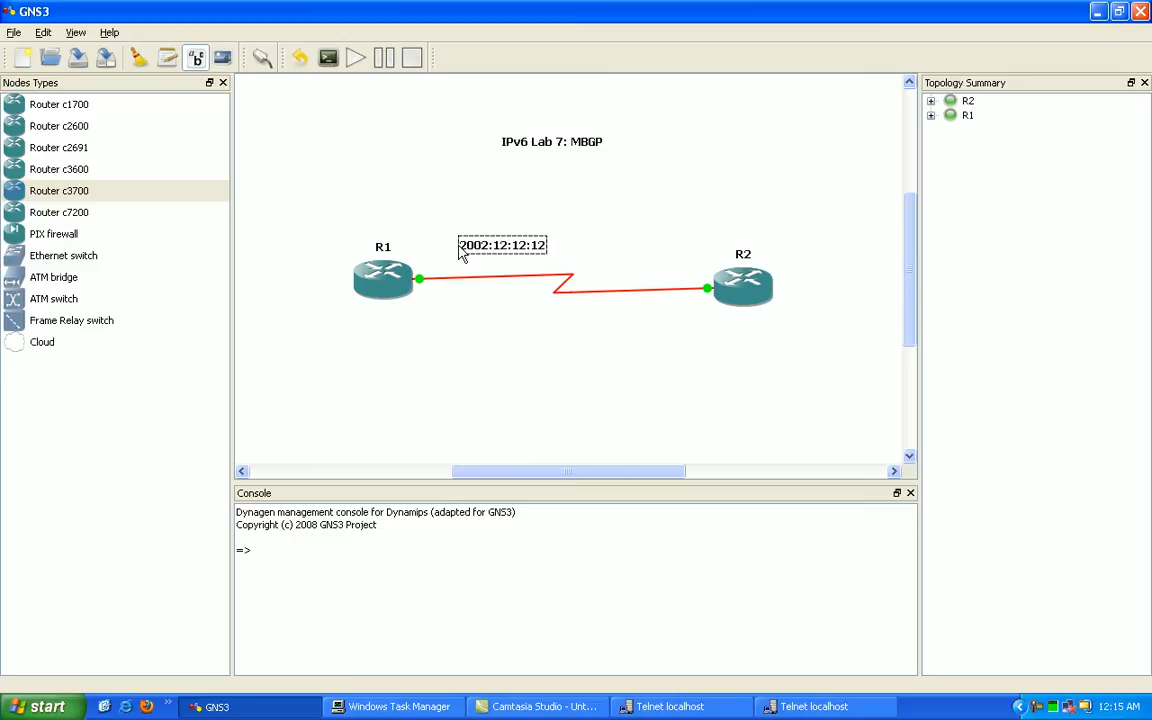 GNS3
File Edit View Help
Nodes Types
Router c1700
Router c2600
Router c2691
Router c3600
Router c3700
Router c7200
PIX firewall
Ethernet switch
ATM bridge
ATM switch
Frame Relay switch
Cloud
IPv6 Lab 7: MBGP
2002:12:12:12
R1
R2
Topology Summary
R2
R1
Console
Dynagen management console for Dynamips (adapted for GNS3)
Copyright (c) 2008 GNS3 Project
=>
start
GNS3
Windows Task Manager
Camtasia Studio - Unt...
Telnet localhost
Telnet localhost
12:15 AM